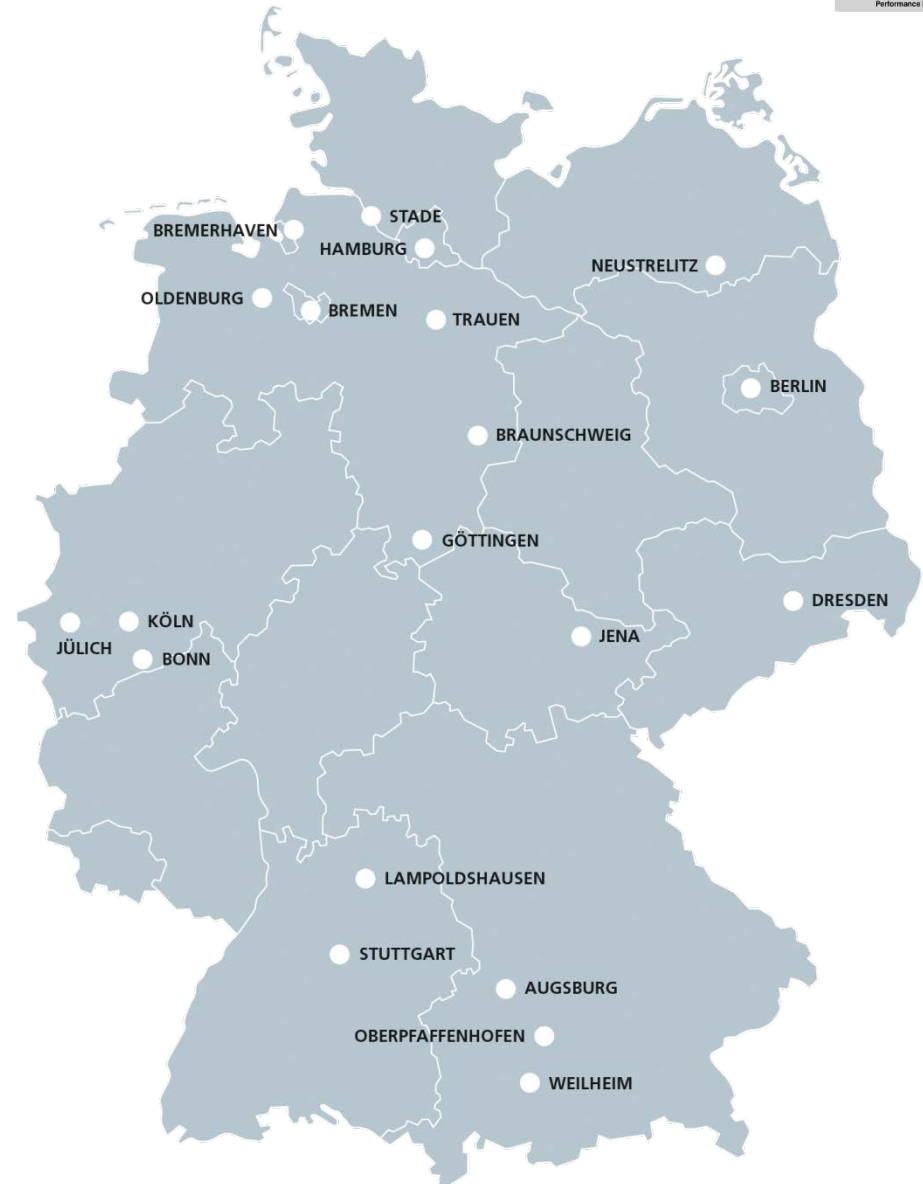 Performance
STADE
BREMERHAVEN
HAMBURG
NEUSTRELITZ
OLDENBURG
BREMEN
TRAUEN
BERLIN
BRAUNSCHWEIG
GÖTTINGEN
DRESDEN
KÖLN
JENA
JÜLICH
BONN
LAMPOLDSHAUSEN
STUTTGART
AUGSBURG
OBERPFAFFENHOFEN
WEILHEIM